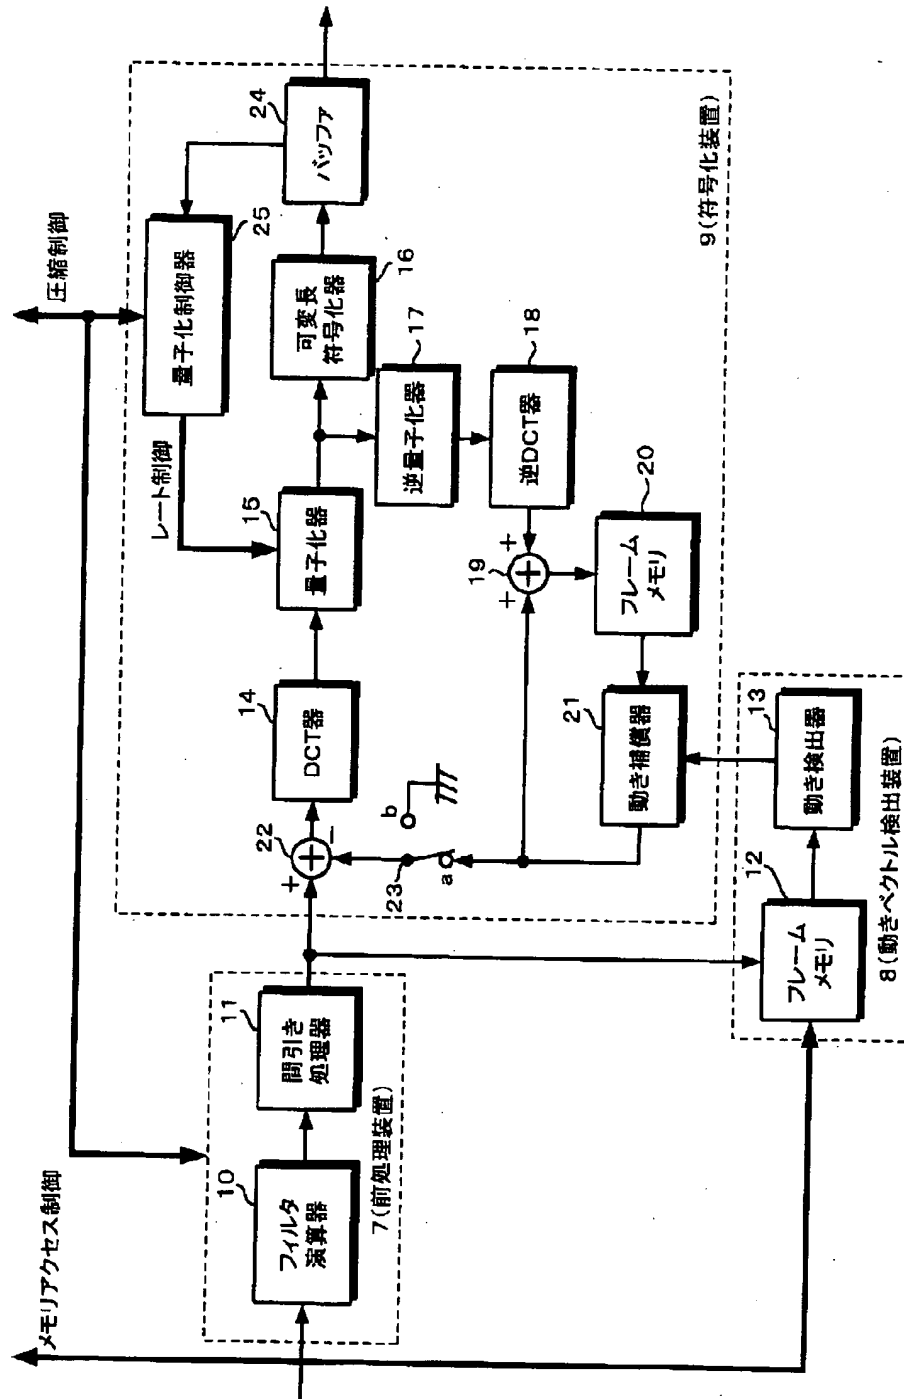 メモリアクセス制御
圧縮制御
10
フィルタ
演算器
11
間引き
処理器
7(前処理装置)
22
+
−
23
a
b
14
DCT器
レート制御
15
量子化器
量子化制御器
25
可変長
符号化器
16
バッファ
24
逆量子化器
17
逆DCT器
18
19
+
+
フレーム
メモリ
20
21
動き補償器
9(符号化装置)
12
フレーム
メモリ
13
動き検出器
8(動きベクトル検出装置)